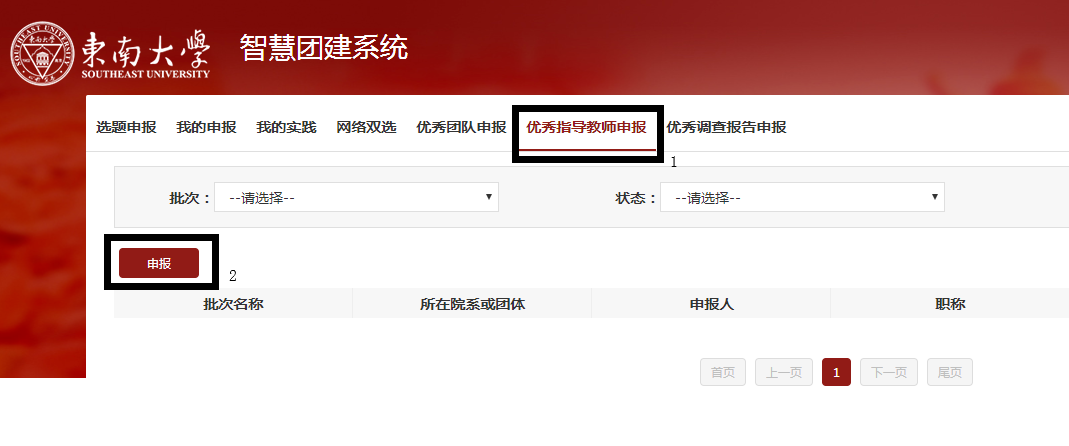 東南大學
SOUTHEAST UNIVERSITY
智慧团建系统
选题申报 我的申报 我的实践 网络双选 优秀团队申报 优秀指导教师申报 优秀调查报告申报
1
批次： --请选择-- 状态： --请选择--
申报
2
批次名称 所在院系或团体 申报人 职称
首页 上一页 1 下一页 尾页